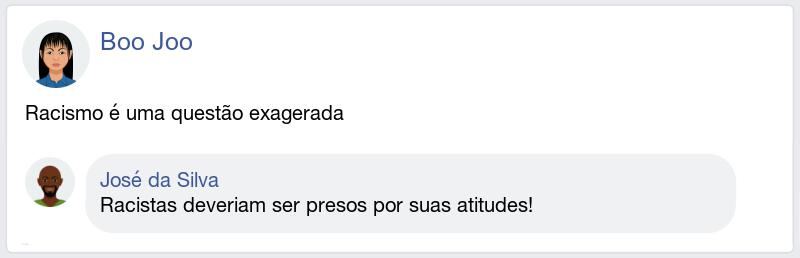 Boo Joo
Racismo é uma questão exagerada
José da Silva
Racistas deveriam ser presos por suas atitudes!